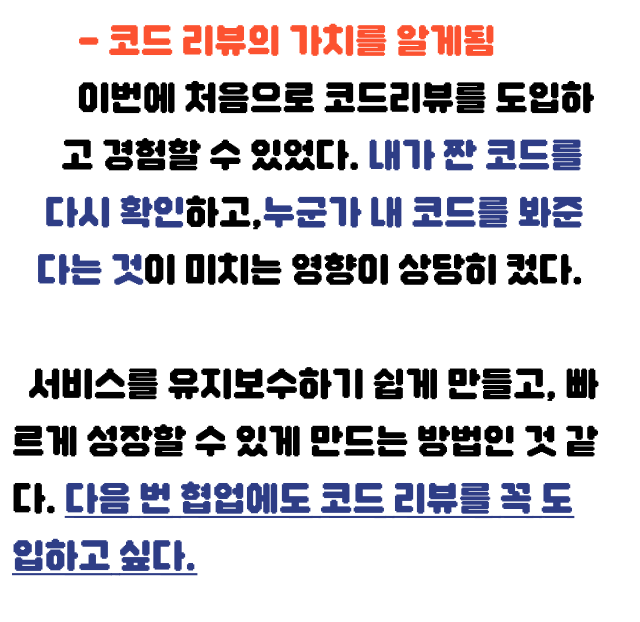 - 코드 리뷰의 가치를 알게됨
이번에 처음으로 코드리뷰를 도입하
고 경험할 수 있었다. 내가 짠 코드를
다시 확인하고,누군가 내 코드를 봐준
다는 것이 미치는 영향이 상당히 컸다.
서비스를 유지보수하기 쉽게 만들고, 빠
르게 성장할 수 있게 만드는 방법인 것 같
다. 다음 번 협업에도 코드 리뷰를 꼭 도
입하고 싶다.